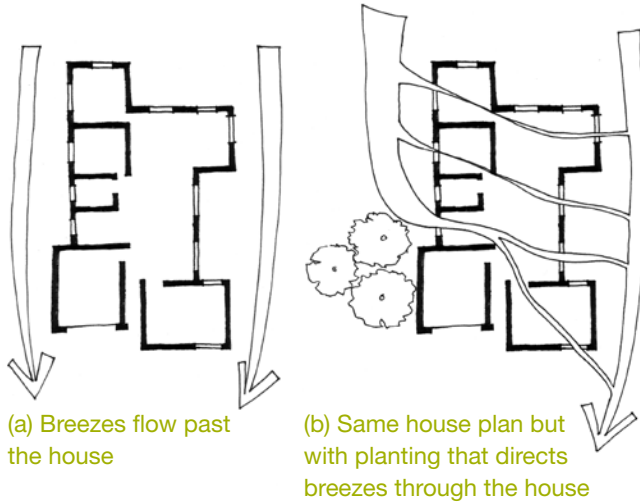 (a) Breezes flow past
the house
(b) Same house plan but
with planting that directs
breezes through the house